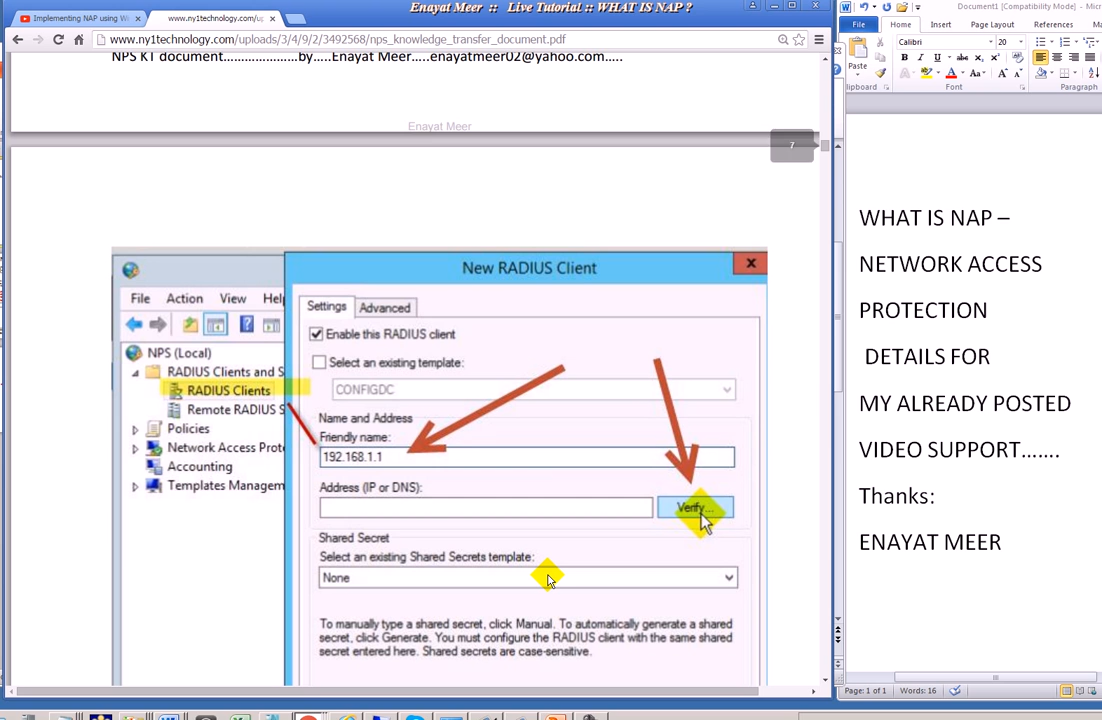 Enayat Meer :: Live Tutorial :: WHAT IS NAP ?
Implementing NAP using W
www.ny1technology.com/up
www.ny1technology.com/uploads/3/4/9/2/3492568/nps_knowledge_transfer_document.pdf
NPS KT document.....................by.....Enayat Meer.....enayatmeer02@yahoo.com.....
Enayat Meer
7
New RADIUS Client
File Action View Hel
Settings Advanced
Enable this RADIUS client
Select an existing template:
CONFIGDC
Name and Address
Friendly name:
192.168.1.1
Address (IP or DNS):
Verify...
Shared Secret
Select an existing Shared Secrets template:
None
To manually type a shared secret, click Manual. To automatically generate a shared
secret, click Generate. You must configure the RADIUS client with the same shared
secret entered here. Shared secrets are case-sensitive.
NPS (Local)
RADIUS Clients and S
RADIUS Clients
Remote RADIUS S
Policies
Network Access Prote
Accounting
Templates Managem
Document1 [Compatibility Mode] - Micr
File Home Insert Page Layout References Ma
Paste
Calibri 20
B I U abc X₂ X²
lipboard Font Paragraph
WHAT IS NAP –
NETWORK ACCESS
PROTECTION
DETAILS FOR
MY ALREADY POSTED
VIDEO SUPPORT…….
Thanks:
ENAYAT MEER
Page: 1 of 1 Words: 16